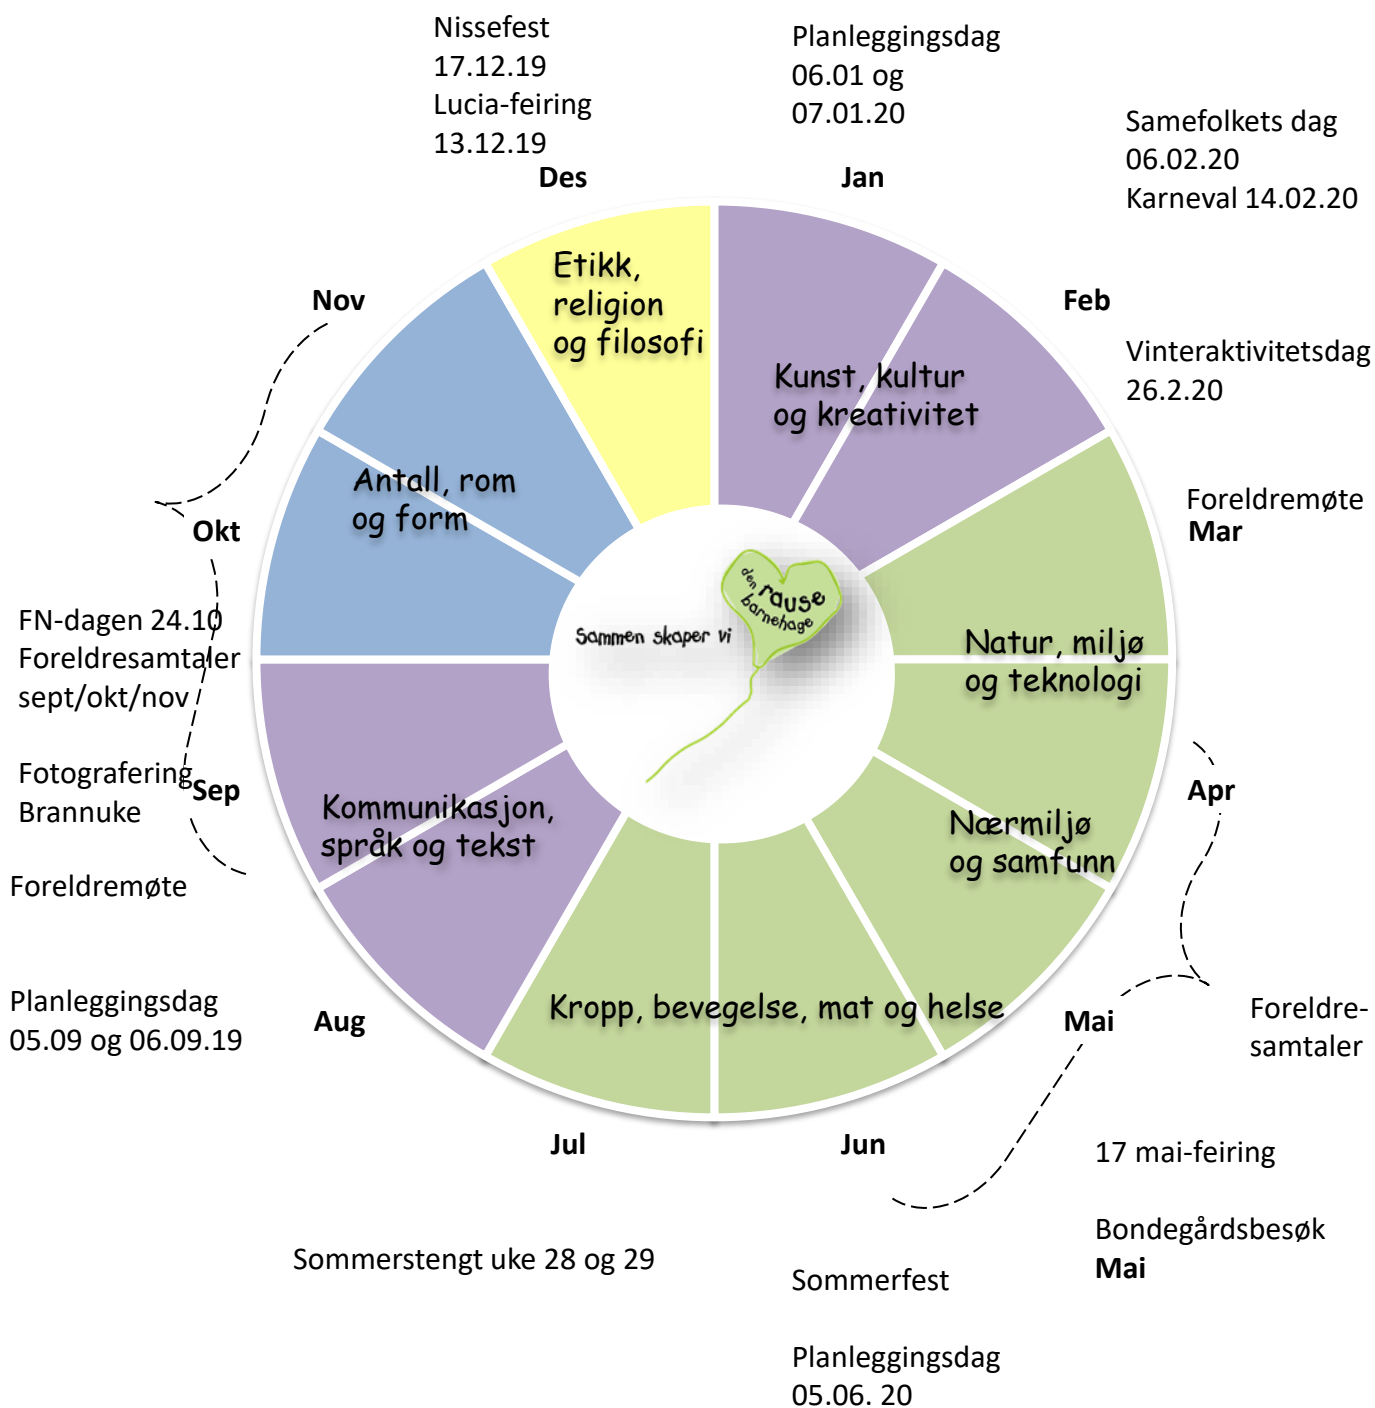 Nissefest
17.12.19
Lucia-feiring
13.12.19
Des
Planleggingsdag
06.01 og
07.01.20
Jan
Samefolkets dag
06.02.20
Karneval 14.02.20
Feb
Vinteraktivitetsdag
26.2.20
Foreldremøte
Mar
Apr
Mai
Foreldre-
samtaler
17 mai-feiring
Bondegårdsbesøk
Mai
Jun
Sommerfest
Planleggingsdag
05.06. 20
Jul
Sommerstengt uke 28 og 29
Aug
Planleggingsdag
05.09 og 06.09.19
Foreldremøte
Sep
Fotografering
Brannuke
FN-dagen 24.10
Foreldresamtaler
sept/okt/nov
Okt
Nov
Etikk,
religion
og filosofi
Kunst, kultur
og kreativitet
Natur, miljø
og teknologi
Nærmiljø
og samfunn
Kropp, bevegelse, mat og helse
Kommunikasjon,
språk og tekst
Antall, rom
og form
Sammen skaper vi
den
rause
barnehage